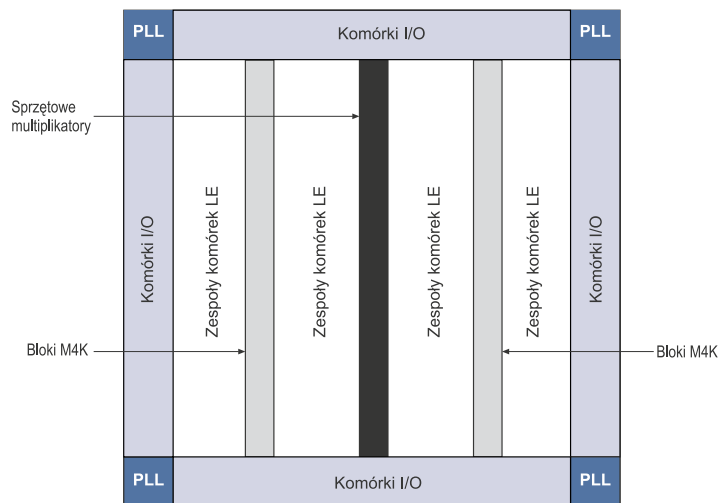 PLL
Komórki I/O
PLL
Sprzętowe
multiplikatory
Komórki I/O
Zespoły komórek LE
Zespoły komórek LE
Zespoły komórek LE
Zespoły komórek LE
Komórki I/O
Bloki M4K
Bloki M4K
PLL
Komórki I/O
PLL